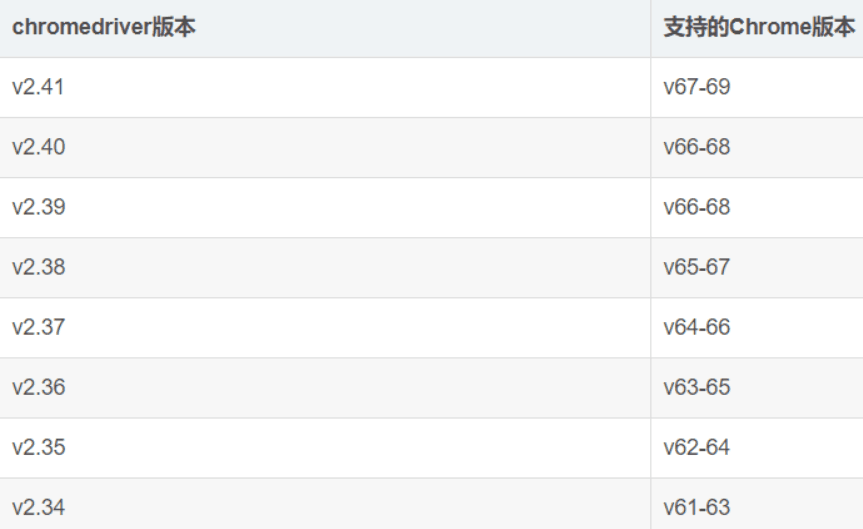 chromedriver版本 支持的Chrome版本
v2.41 v67-69
v2.40 v66-68
v2.39 v66-68
v2.38 v65-67
v2.37 v64-66
v2.36 v63-65
v2.35 v62-64
v2.34 v61-63